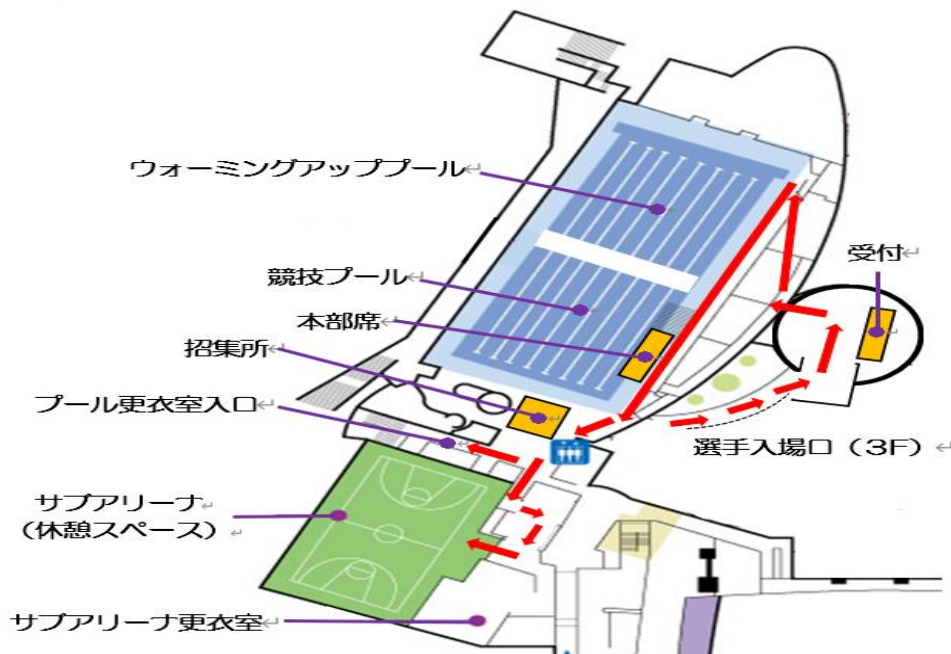 ウォーミングアッププール
受付
競技プール
本部席
招集所
プール更衣室入口
選手入場口（3F）
サブアリーナ
（休憩スペース）
サブアリーナ更衣室